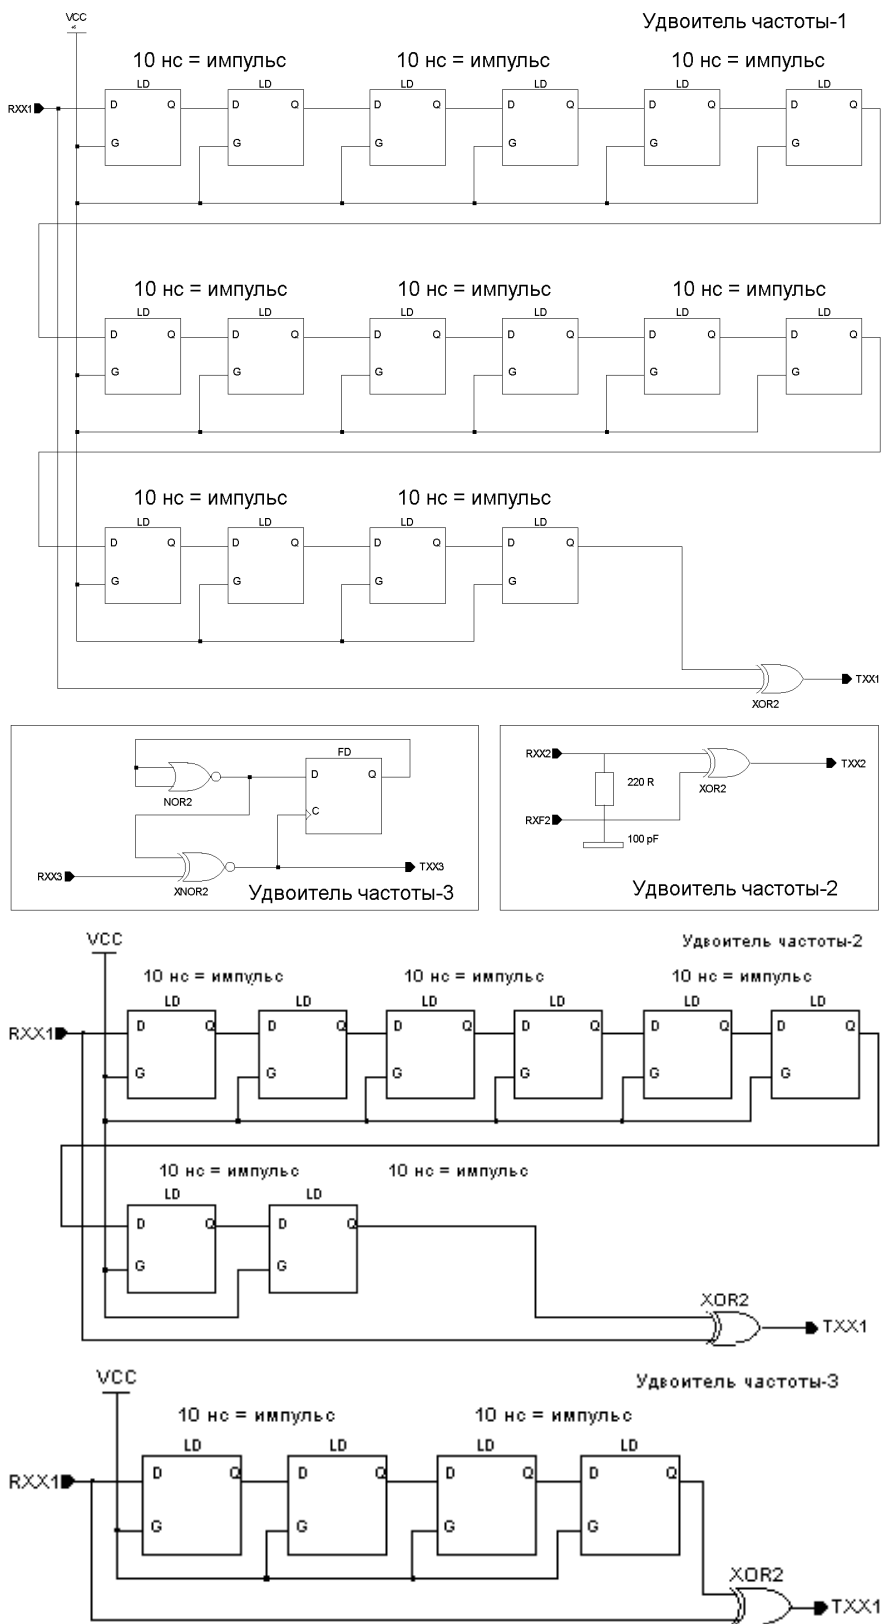 VCC
Удвоитель частоты-1
10 нс = импульс 10 нс = импульс 10 нс = импульс
LD LD LD LD LD LD
RXX1 D Q D Q D Q D Q D Q D Q
G G G G G G
10 нс = импульс 10 нс = импульс 10 нс = импульс
LD LD LD LD LD LD
D Q D Q D Q D Q D Q D Q
G G G G G G
10 нс = импульс 10 нс = импульс
LD LD LD LD
D Q D Q D Q D Q
G G G G
TXX1
XOR2
FD
D Q
NOR2
C
RXX3
XNOR2
TXX3
Удвоитель частоты-3
RXX2
220 R
XOR2
TXX2
RXF2
100 pF
Удвоитель частоты-2
VCC
Удвоитель частоты-2
10 нс = импульс 10 нс = импульс 10 нс = импульс
LD LD LD LD LD LD
RXX1 D Q D Q D Q D Q D Q D Q
G G G G G G
10 нс = импульс 10 нс = импульс
LD LD
D Q D Q
G G
XOR2
TXX1
VCC
Удвоитель частоты-3
10 нс = импульс 10 нс = импульс
LD LD LD LD
RXX1 D Q D Q D Q D Q
G G G G
XOR2
TXX1